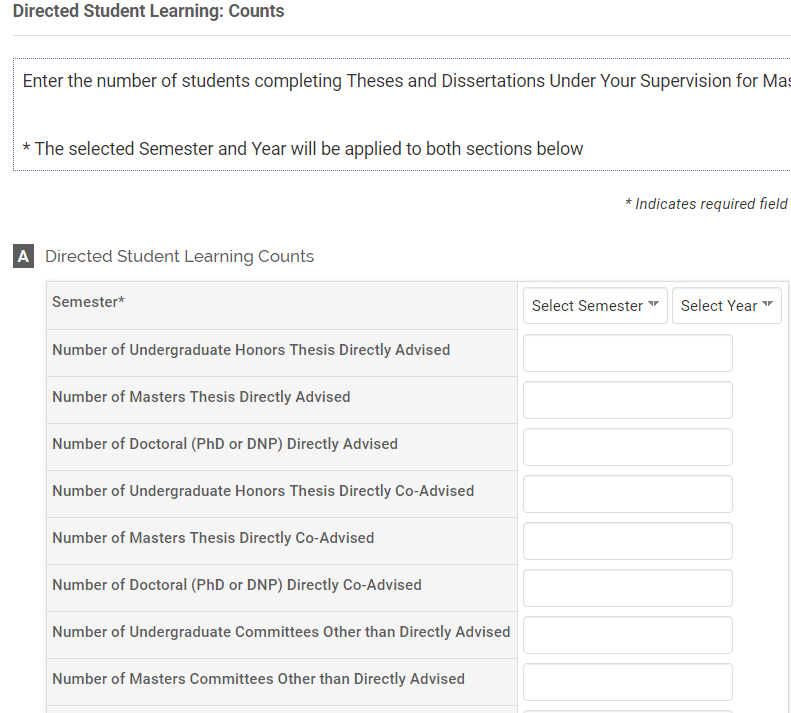 Directed Student Learning: Counts
Enter the number of students completing Theses and Dissertations Under Your Supervision for Mas
* The selected Semester and Year will be applied to both sections below
* Indicates required field
A Directed Student Learning Counts
Semester* Select Semester Select Year
Number of Undergraduate Honors Thesis Directly Advised
Number of Masters Thesis Directly Advised
Number of Doctoral (PhD or DNP) Directly Advised
Number of Undergraduate Honors Thesis Directly Co-Advised
Number of Masters Thesis Directly Co-Advised
Number of Doctoral (PhD or DNP) Directly Co-Advised
Number of Undergraduate Committees Other than Directly Advised
Number of Masters Committees Other than Directly Advised